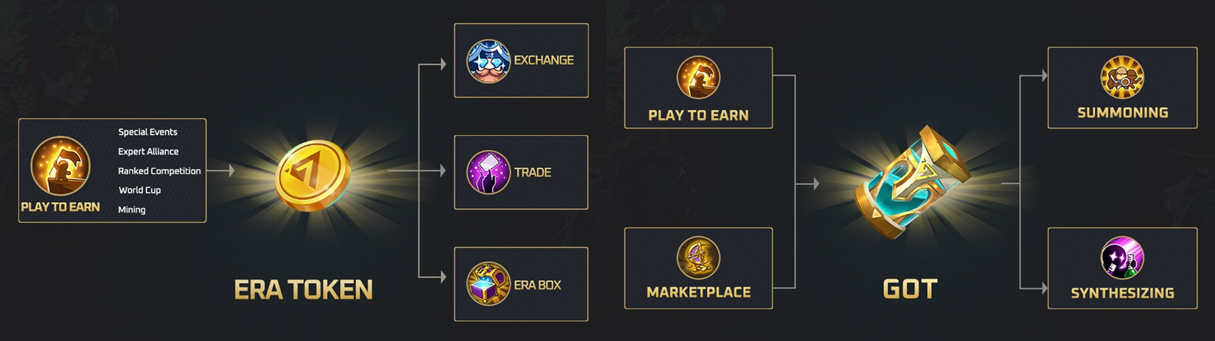 PLAY TO EARN
Special Events
Expert Alliance
Ranked Competition
World Cup
Mining
ERA TOKEN
EXCHANGE
TRADE
ERA BOX
PLAY TO EARN
MARKETPLACE
GOT
SUMMONING
SYNTHESIZING